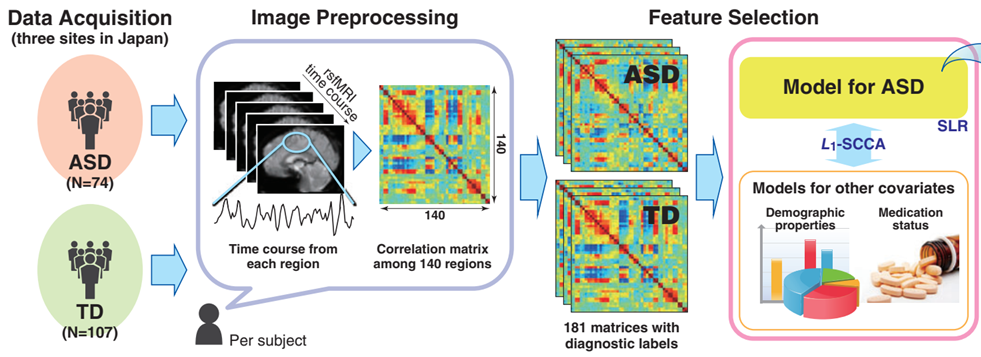 Data Acquisition
(three sites in Japan)
ASD
(N=74)
TD
(N=107)
Image Preprocessing
rsfMRI
time course
140
140
Time course from
each region
Correlation matrix
among 140 regions
Per subject
Feature Selection
ASD
TD
181 matrices with
diagnostic labels
Model for ASD
SLR
L1-SCCA
Models for other covariates
Demographic
properties
Medication
status